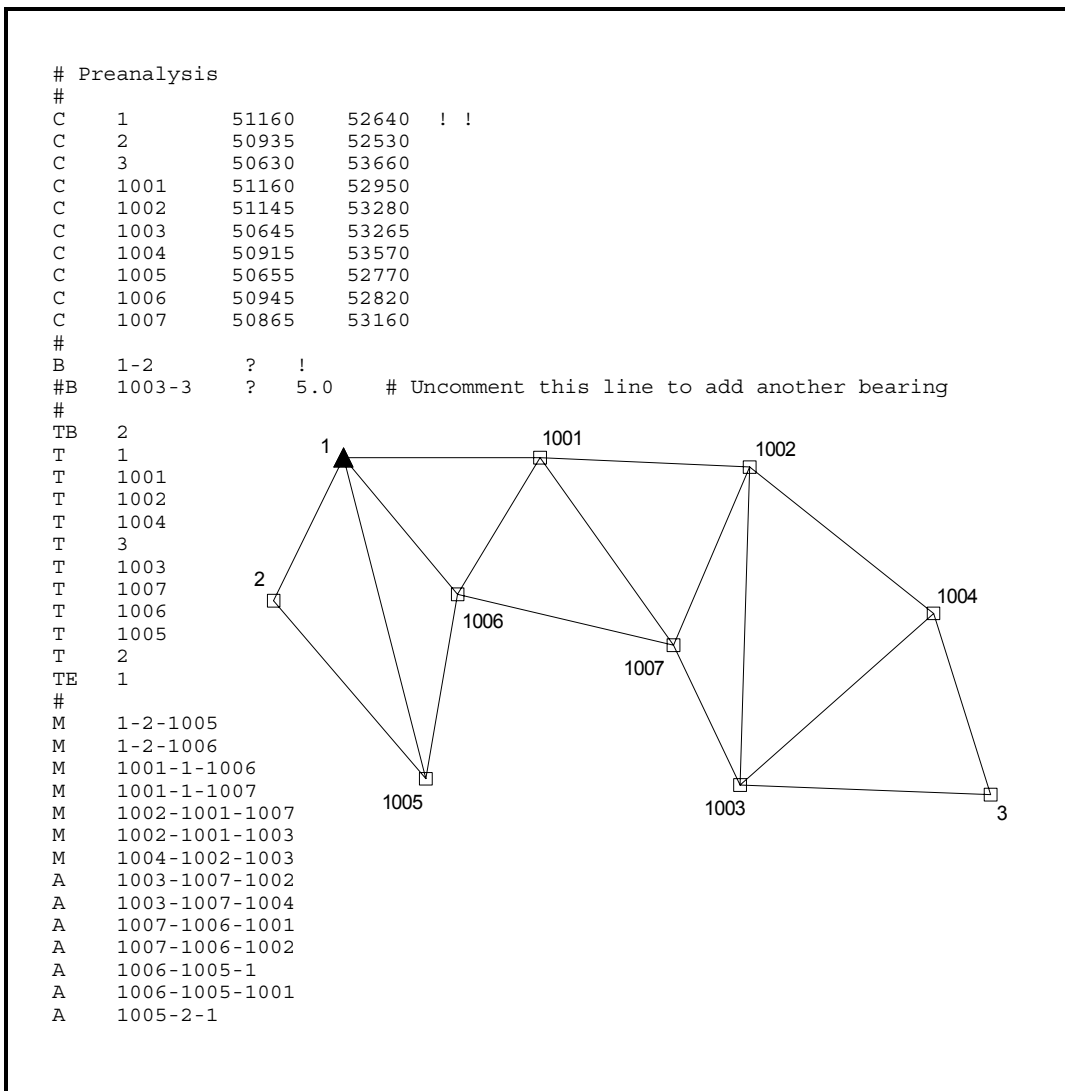 # Preanalysis
#
C 1 51160 52640 ! !
C 2 50935 52530
C 3 50630 53660
C 1001 51160 52950
C 1002 51145 53280
C 1003 50645 53265
C 1004 50915 53570
C 1005 50655 52770
C 1006 50945 52820
C 1007 50865 53160
#
B 1-2 ? !
#B 1003-3 ? 5.0 # Uncomment this line to add another bearing
#
TB 2
T 1
T 1001
T 1002
T 1004
T 3
T 1003
T 1007
T 1006
T 1005
T 2
TE 1
#
M 1-2-1005
M 1-2-1006
M 1001-1-1006
M 1001-1-1007
M 1002-1001-1007
M 1002-1001-1003
M 1004-1002-1003
A 1003-1007-1002
A 1003-1007-1004
A 1007-1006-1001
A 1007-1006-1002
A 1006-1005-1
A 1006-1005-1001
A 1005-2-1
1
1001
1002
2
1006
1004
1007
1005
1003
3